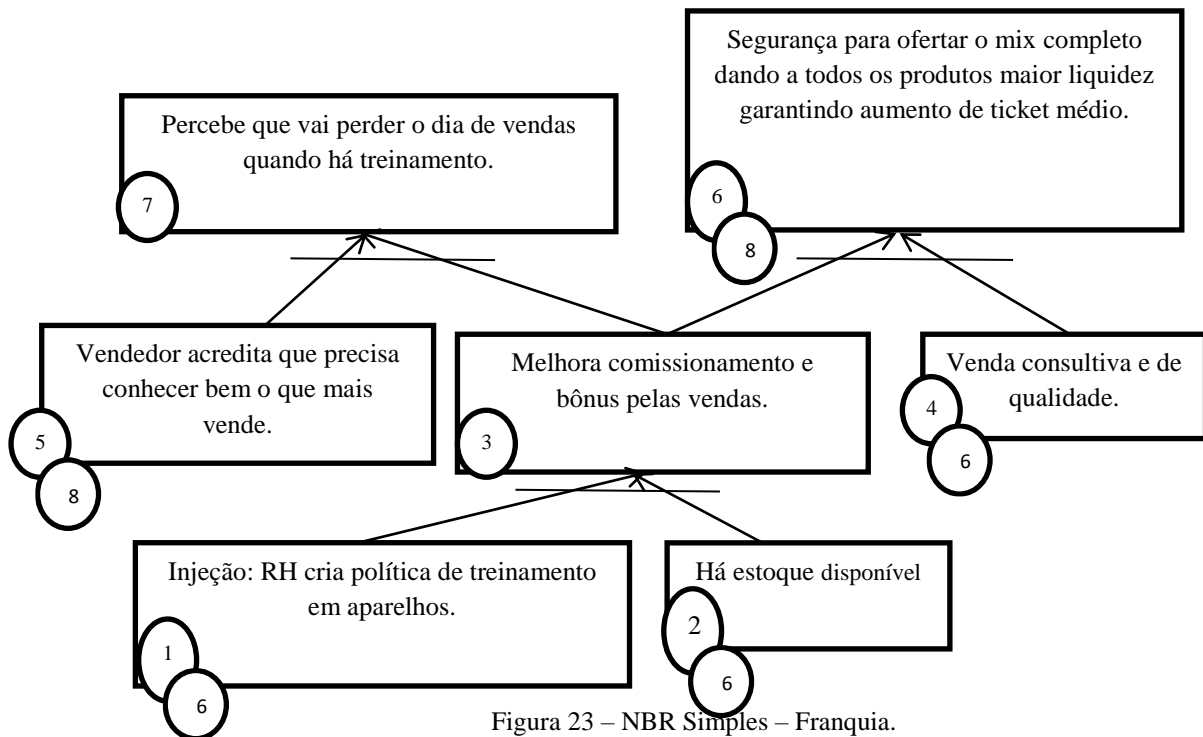 Segurança para ofertar o mix completo
dando a todos os produtos maior liquidez
garantindo aumento de ticket médio.
6
8
Percebe que vai perder o dia de vendas
quando há treinamento.
7
Vendedor acredita que precisa
conhecer bem o que mais
vende.
5
8
Melhora comissionamento e
bônus pelas vendas.
3
Venda consultiva e de
qualidade.
4
6
Injeção: RH cria política de treinamento
em aparelhos.
1
6
Há estoque disponível
2
6
Figura 23 – NBR Simples – Franquia.